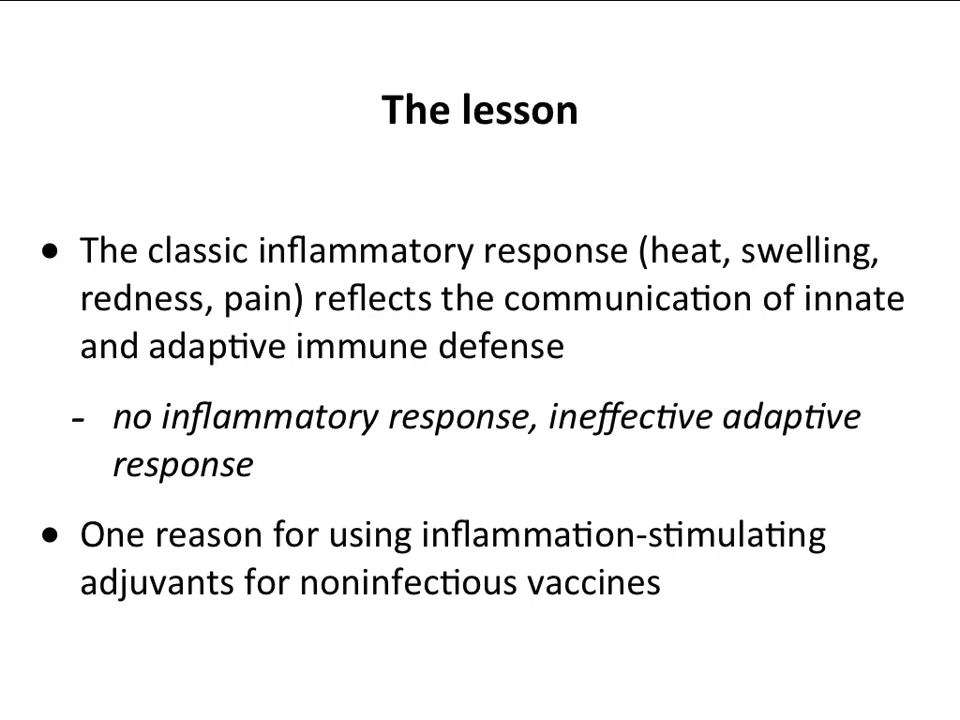 The lesson
• The classic inflammatory response (heat, swelling,
redness, pain) reflects the communication of innate
and adaptive immune defense
- no inflammatory response, ineffective adaptive
response
• One reason for using inflammation-stimulating
adjuvants for noninfectious vaccines